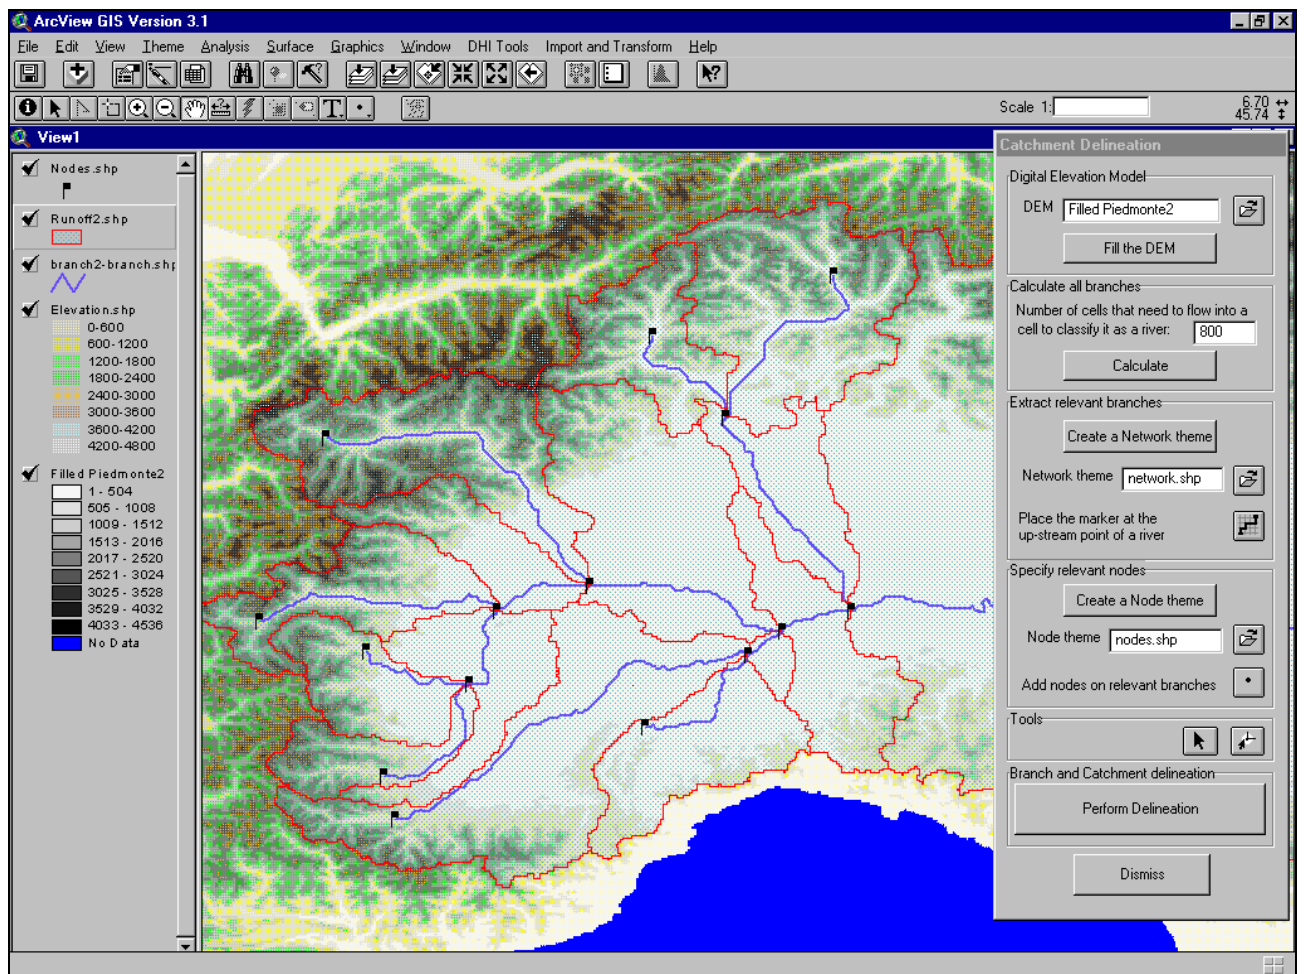 ArcView GIS Version 3.1
File Edit View Theme Analysis Surface Graphics Window DHI Tools Import and Transform Help
Scale 1:
6.70
45.74
View1
Nodes.shp
Runoff2.shp
branch2-branch.shp
Elevation.shp
0-600
600-1200
1200-1800
1800-2400
2400-3000
3000-3600
3600-4200
4200-4800
Filled Piedmonte2
1 - 504
505 - 1008
1009 - 1512
1513 - 2016
2017 - 2520
2521 - 3024
3025 - 3528
3529 - 4032
4033 - 4536
No Data
Catchment Delineation
Digital Elevation Model
DEM Filled Piedmonte2
Fill the DEM
Calculate all branches
Number of cells that need to flow into a
cell to classify it as a river: 800
Calculate
Extract relevant branches
Create a Network theme
Network theme network.shp
Place the marker at the
up-stream point of a river
Specify relevant nodes
Create a Node theme
Node theme nodes.shp
Add nodes on relevant branches
Tools
Branch and Catchment delineation
Perform Delineation
Dismiss